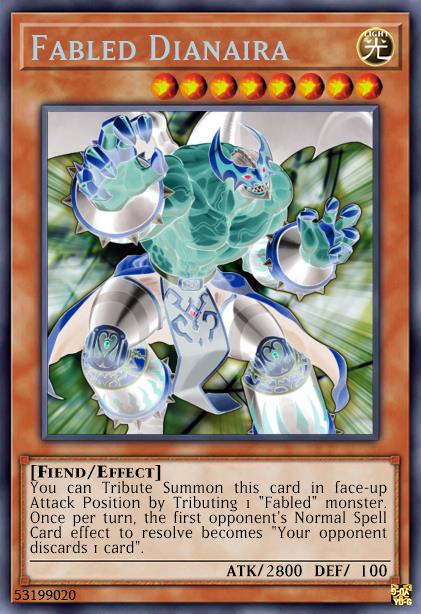 Fabled Dianaira
LIGHT
光
[Fiend/Effect]
You can Tribute Summon this card in face-up
Attack Position by Tributing 1 "Fabled" monster.
Once per turn, the first opponent's Normal Spell
Card effect to resolve becomes "Your opponent
discards 1 card".
ATK/2800 DEF/ 100
53199020